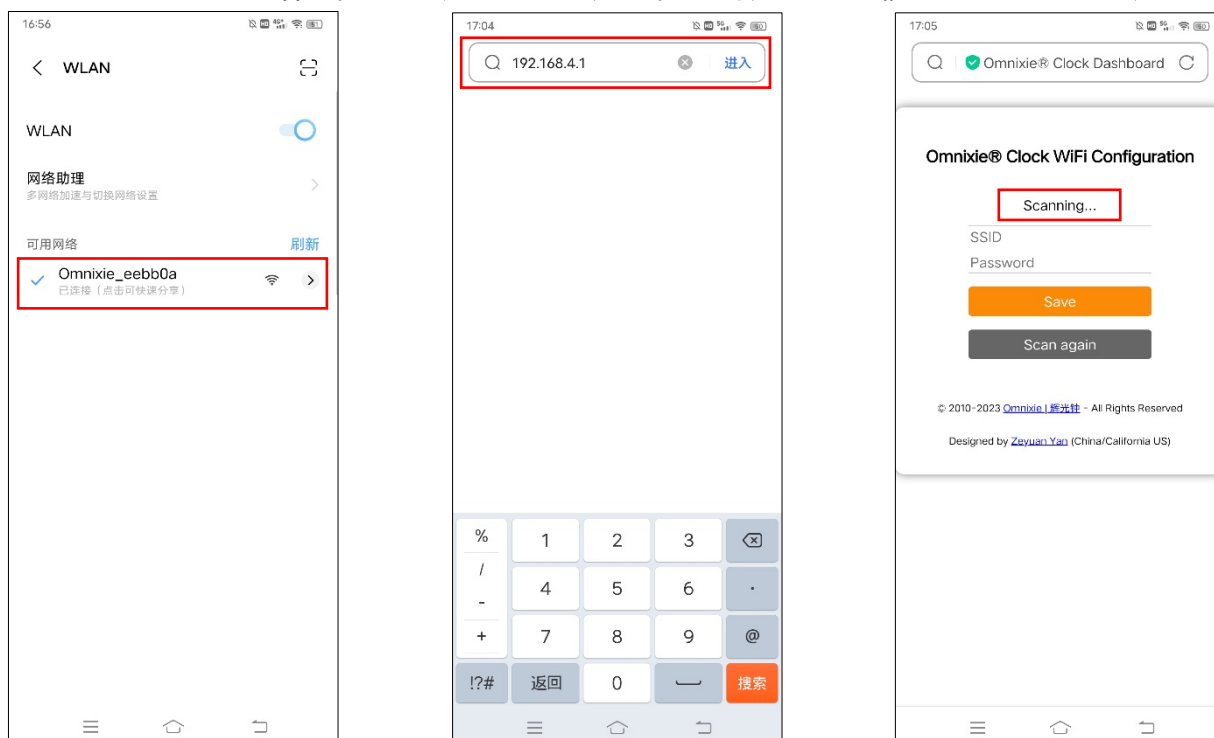 16:56
WLAN
WLAN
网络助理
多网络加速与切换网络设置
可用网络
刷新
Omnixie_eebb0a
已连接（点击可快速分享）
17:04
192.168.4.1
进入
%
1
2
3
/
4
5
6
.
-
+
7
8
9
@
!?#
返回
0
搜索
17:05
Omnixie® Clock Dashboard
Omnixie® Clock WiFi Configuration
Scanning...
SSID
Password
Save
Scan again
© 2010-2023 Omnixie | 辉光钟 - All Rights Reserved
Designed by Zeyuan Yan (China/California US)